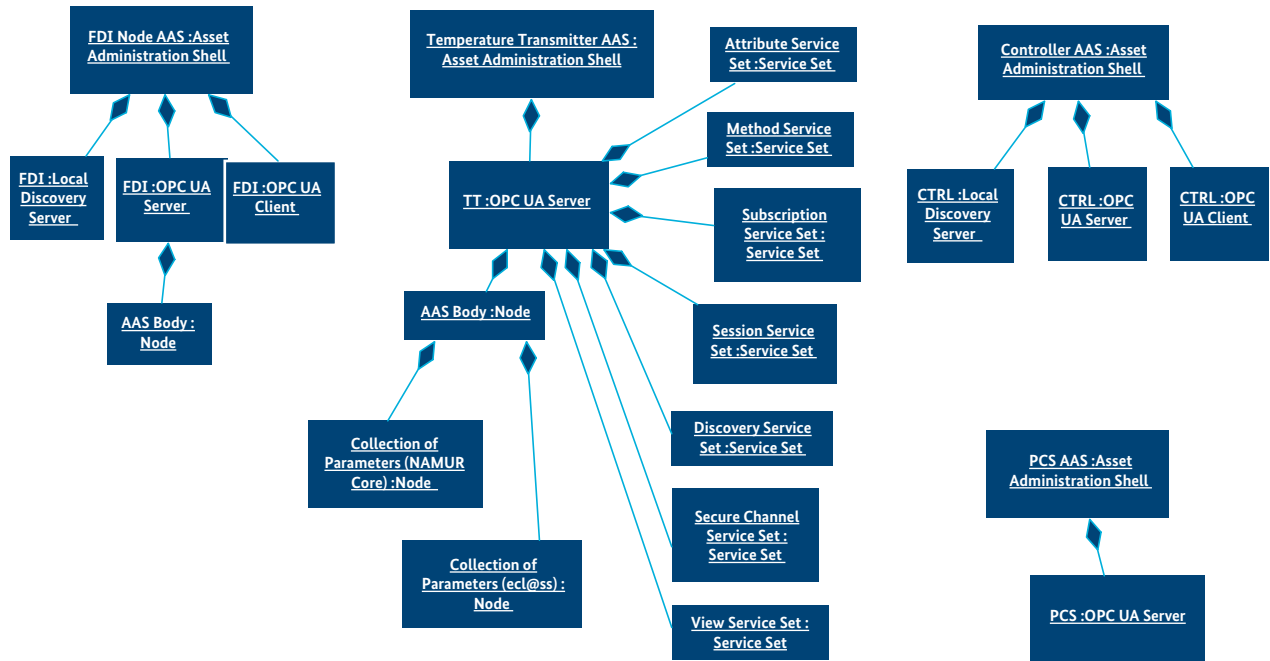 FDI Node AAS :Asset
Administration Shell
FDI :Local
Discovery
Server
FDI :OPC UA
Server
FDI :OPC UA
Client
AAS Body :
Node
Temperature Transmitter AAS :
Asset Administration Shell
TT :OPC UA Server
AAS Body :Node
Collection of
Parameters (NAMUR
Core) :Node
Collection of
Parameters (ecl@ss) :
Node
Attribute Service
Set :Service Set
Method Service
Set :Service Set
Subscription
Service Set :
Service Set
Session Service
Set :Service Set
Discovery Service
Set :Service Set
Secure Channel
Service Set :
Service Set
View Service Set :
Service Set
Controller AAS :Asset
Administration Shell
CTRL :Local
Discovery
Server
CTRL :OPC
UA Server
CTRL :OPC
UA Client
PCS AAS :Asset
Administration Shell
PCS :OPC UA Server